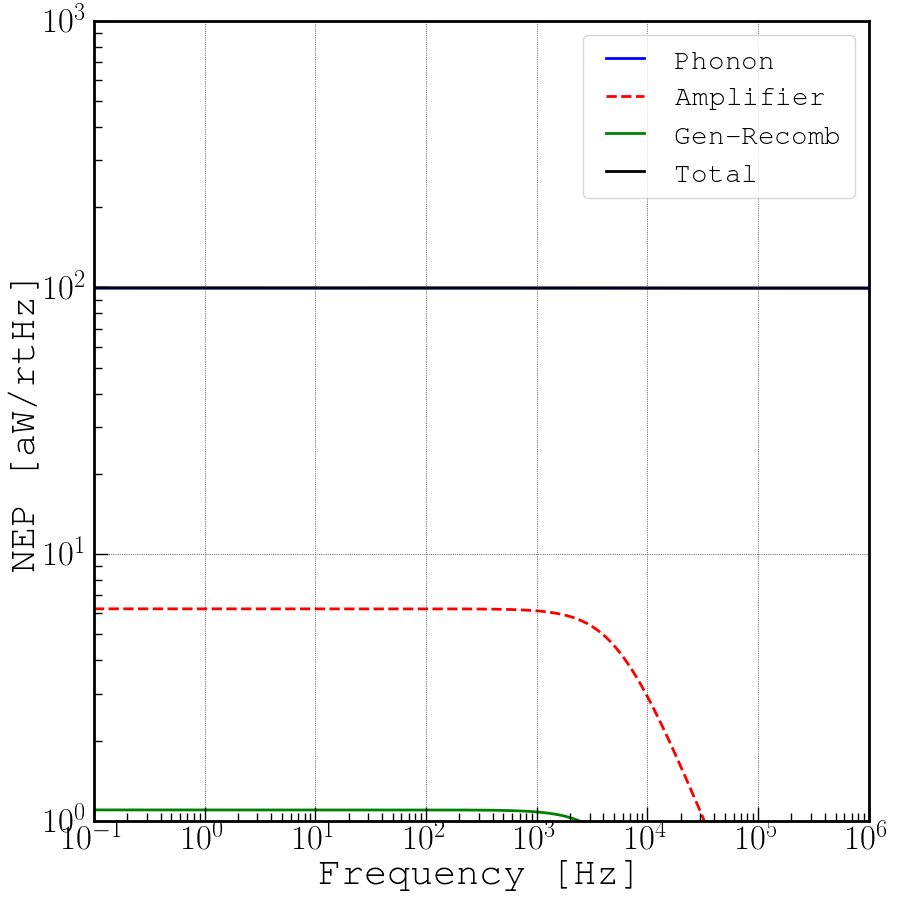 10³
Phonon
Amplifier
Gen-Recomb
Total
10²
NEP [aW/rtHz]
10¹
10⁰
10⁻¹ 10⁰ 10¹ 10² 10³ 10⁴ 10⁵ 10⁶
Frequency [Hz]